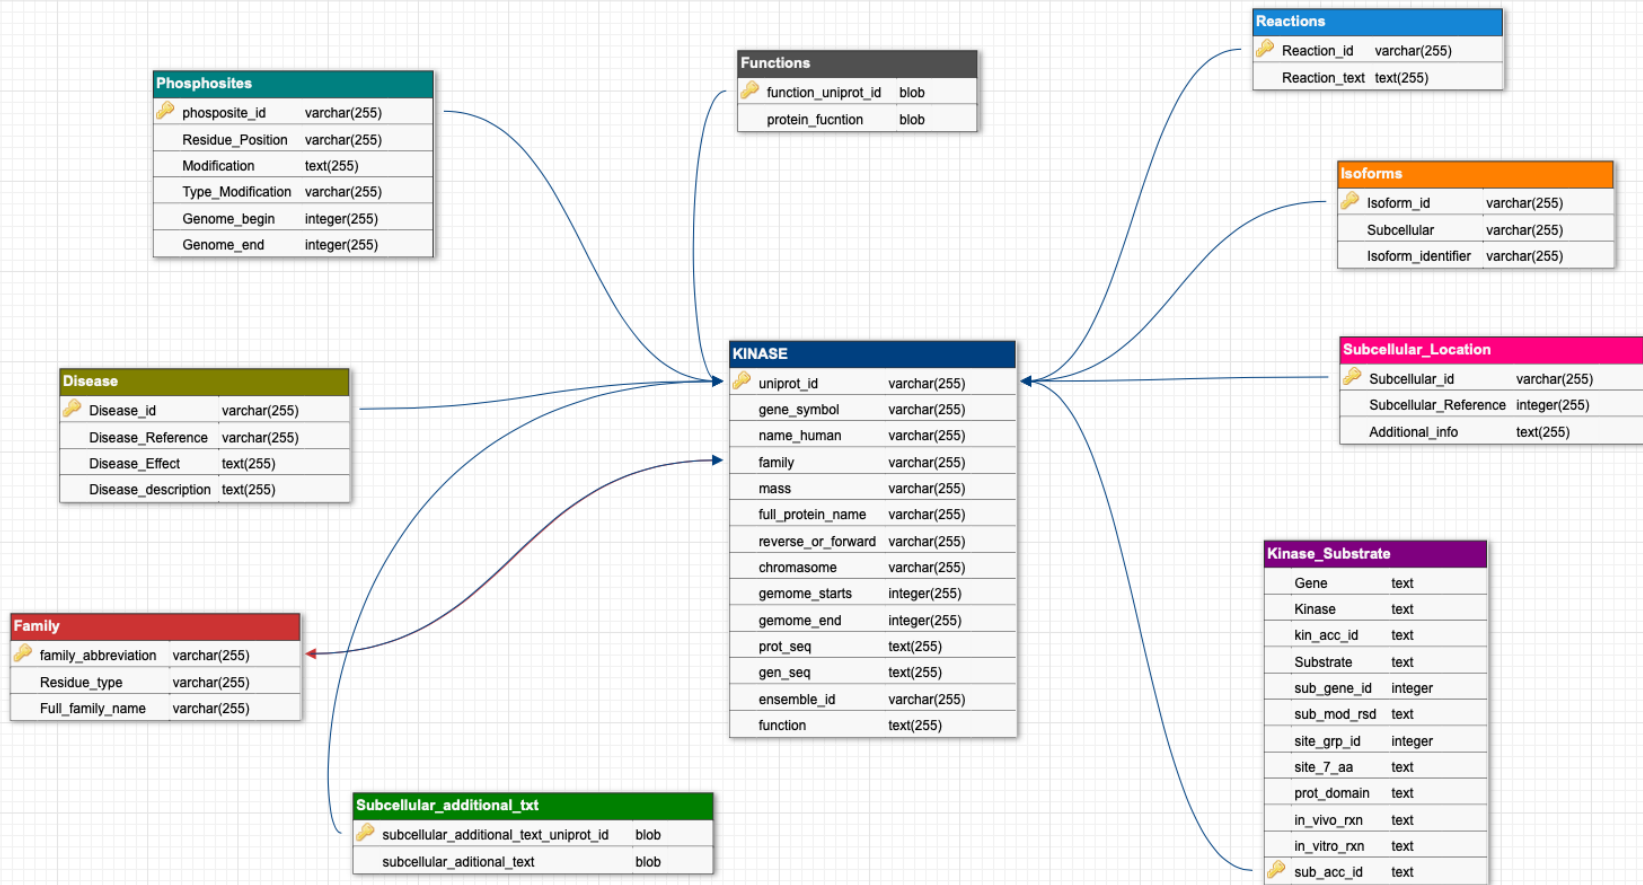 Phosphosites
phosposite_id varchar(255)
Residue_Position varchar(255)
Modification text(255)
Type_Modification varchar(255)
Genome_begin integer(255)
Genome_end integer(255)
Functions
function_uniprot_id blob
protein_fucntion blob
Reactions
Reaction_id varchar(255)
Reaction_text text(255)
Isoforms
Isoform_id varchar(255)
Subcellular varchar(255)
Isoform_identifier varchar(255)
Disease
Disease_id varchar(255)
Disease_Reference varchar(255)
Disease_Effect text(255)
Disease_description text(255)
KINASE
uniprot_id varchar(255)
gene_symbol varchar(255)
name_human varchar(255)
family varchar(255)
mass varchar(255)
full_protein_name varchar(255)
reverse_or_forward varchar(255)
chromasome varchar(255)
gemome_starts integer(255)
gemome_end integer(255)
prot_seq text(255)
gen_seq text(255)
ensemble_id varchar(255)
function text(255)
Subcellular_Location
Subcellular_id varchar(255)
Subcellular_Reference integer(255)
Additional_info text(255)
Family
family_abbreviation varchar(255)
Residue_type varchar(255)
Full_family_name varchar(255)
Subcellular_additional_txt
subcellular_additional_text_uniprot_id blob
subcellular_aditional_text blob
Kinase_Substrate
Gene text
Kinase text
kin_acc_id text
Substrate text
sub_gene_id integer
sub_mod_rsd text
site_grp_id integer
site_7_aa text
prot_domain text
in_vivo_rxn text
in_vitro_rxn text
sub_acc_id text